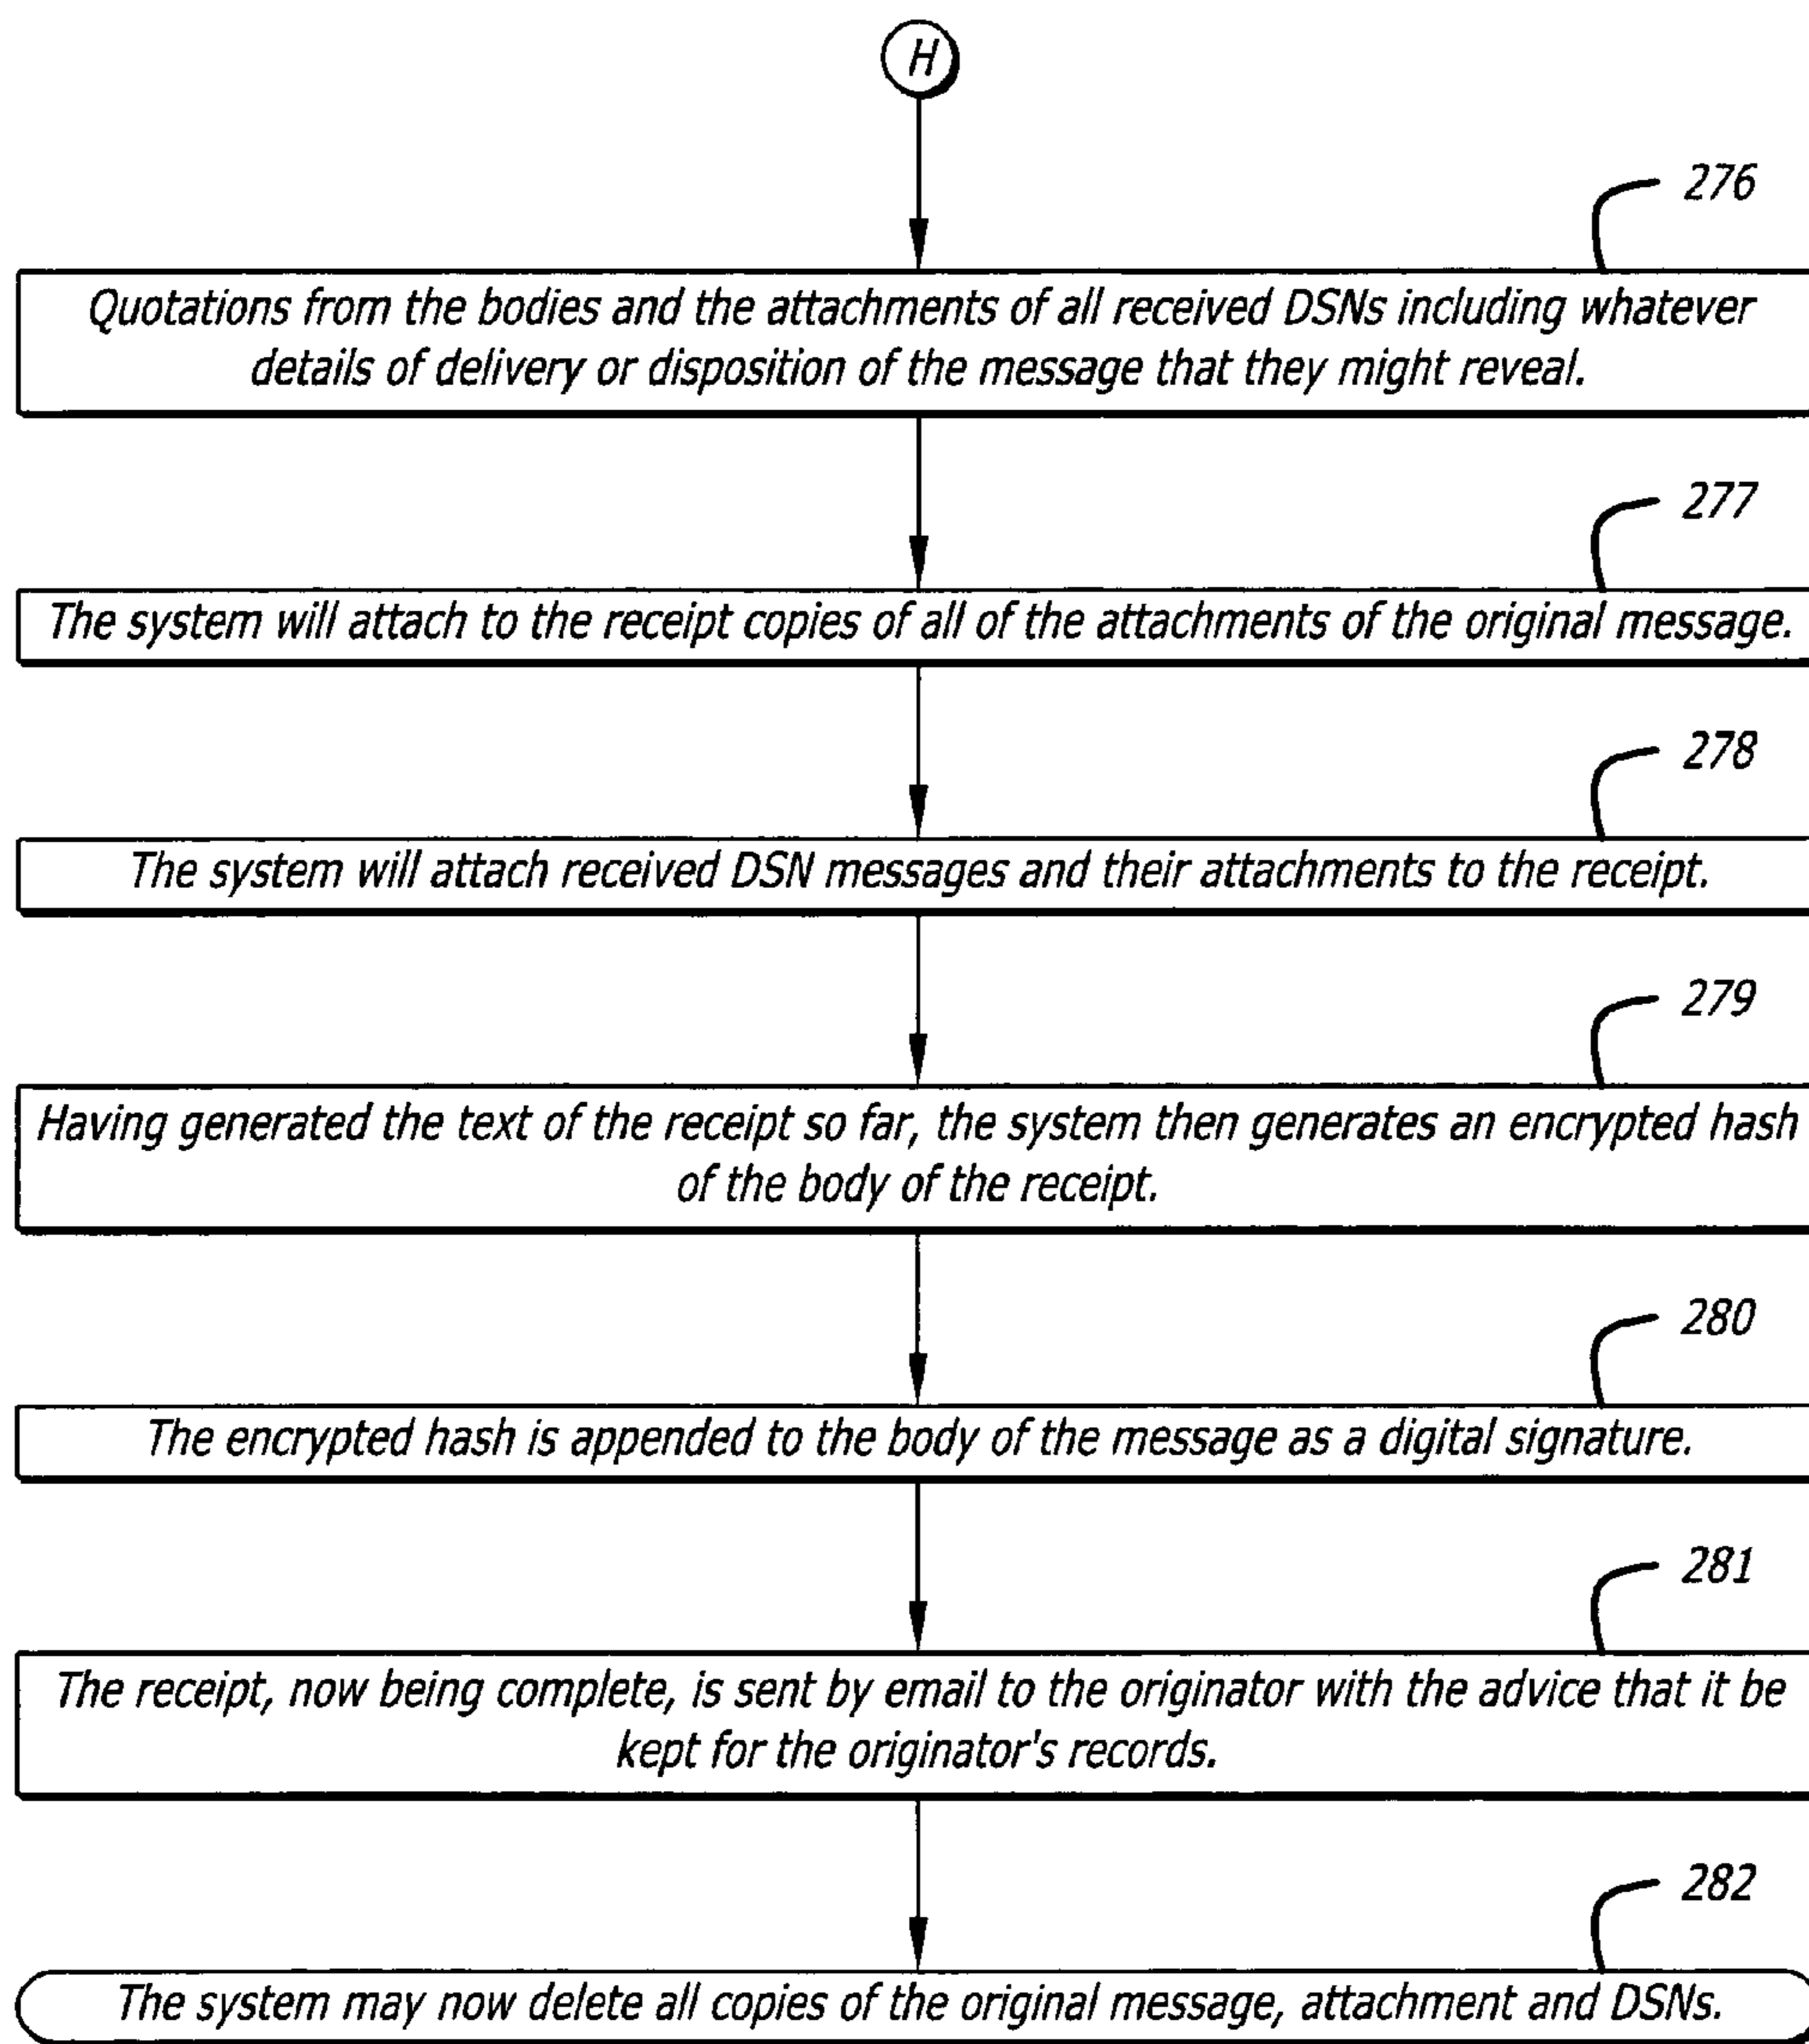 H
276
Quotations from the bodies and the attachments of all received DSNs including whatever
details of delivery or disposition of the message that they might reveal.
277
The system will attach to the receipt copies of all of the attachments of the original message.
278
The system will attach received DSN messages and their attachments to the receipt.
279
Having generated the text of the receipt so far, the system then generates an encrypted hash
of the body of the receipt.
280
The encrypted hash is appended to the body of the message as a digital signature.
281
The receipt, now being complete, is sent by email to the originator with the advice that it be
kept for the originator's records.
282
The system may now delete all copies of the original message, attachment and DSNs.